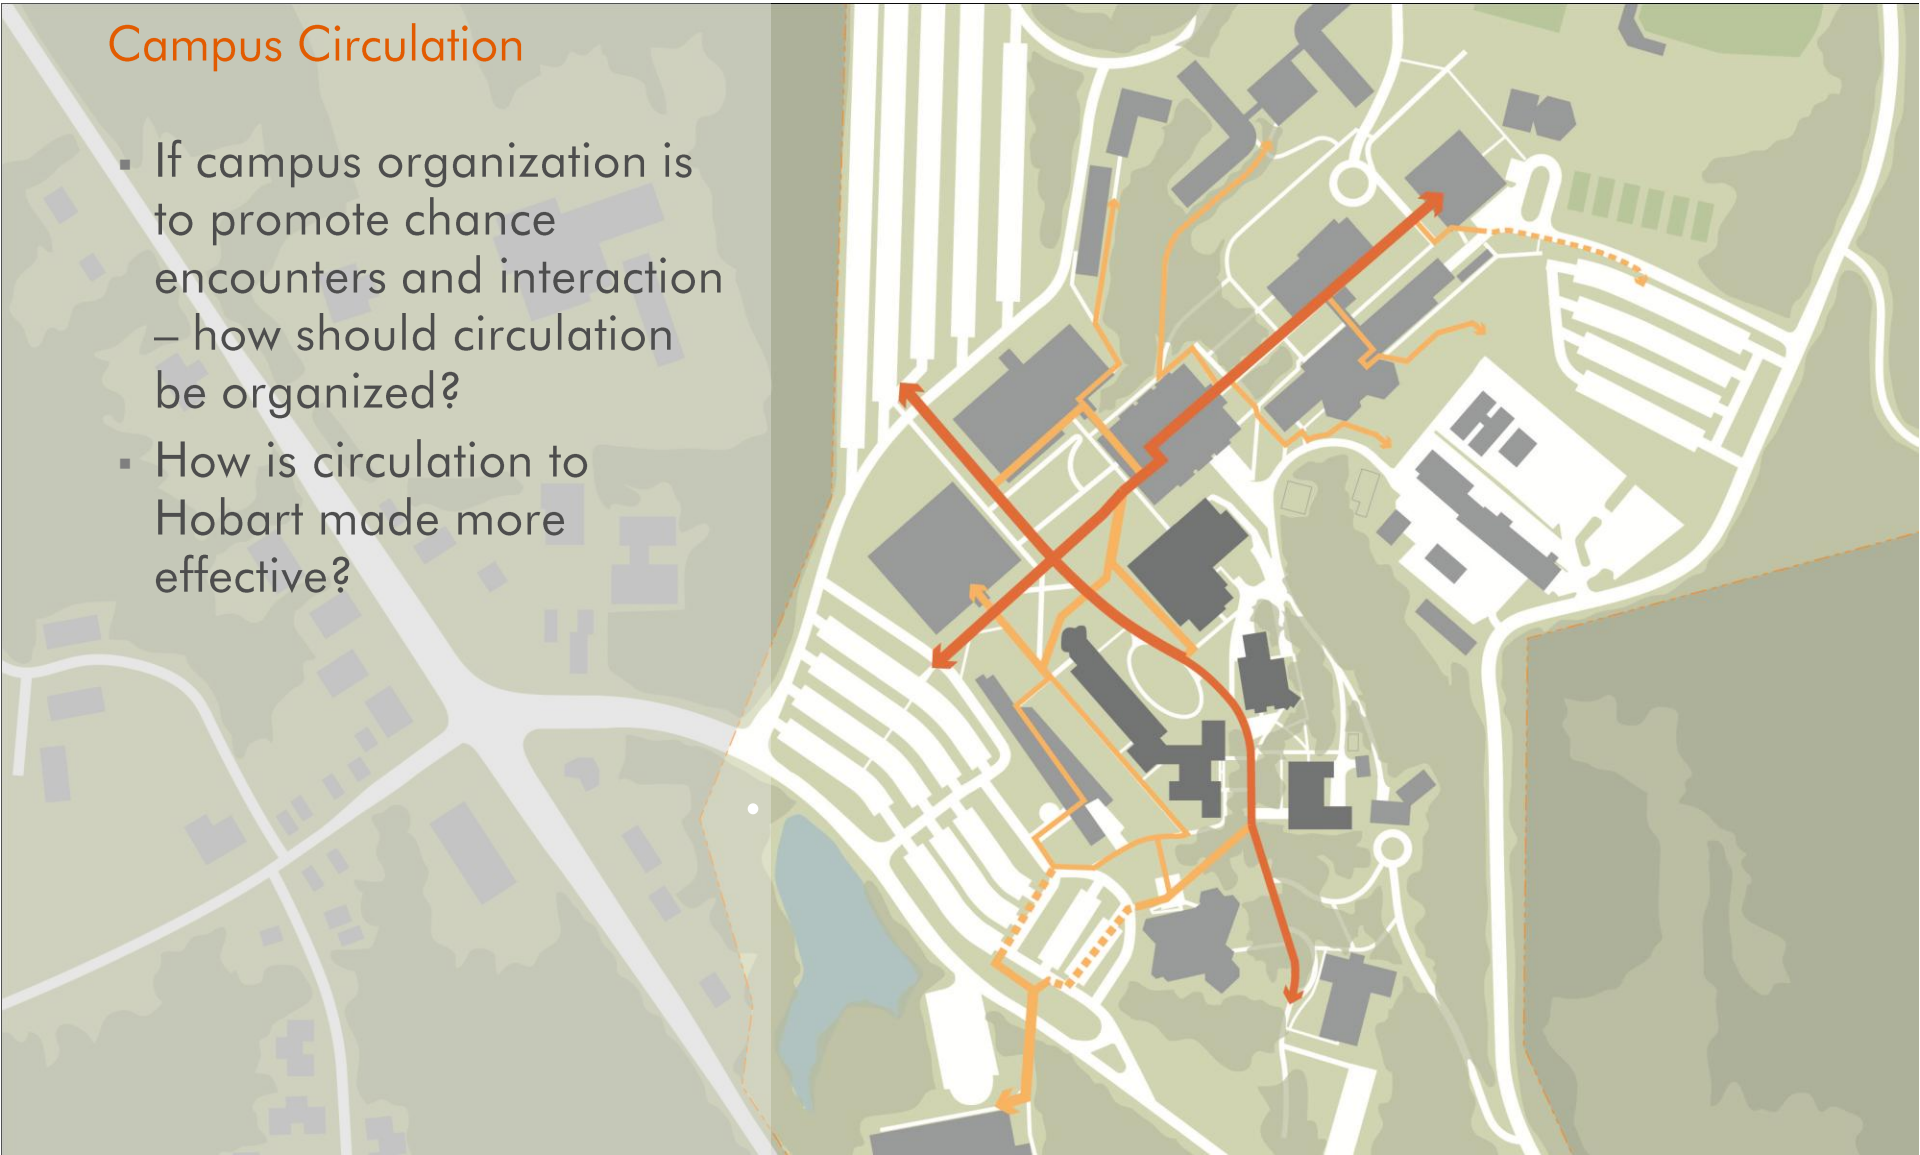 Campus Circulation
▪ If campus organization is
to promote chance
encounters and interaction
– how should circulation
be organized?
▪ How is circulation to
Hobart made more
effective?